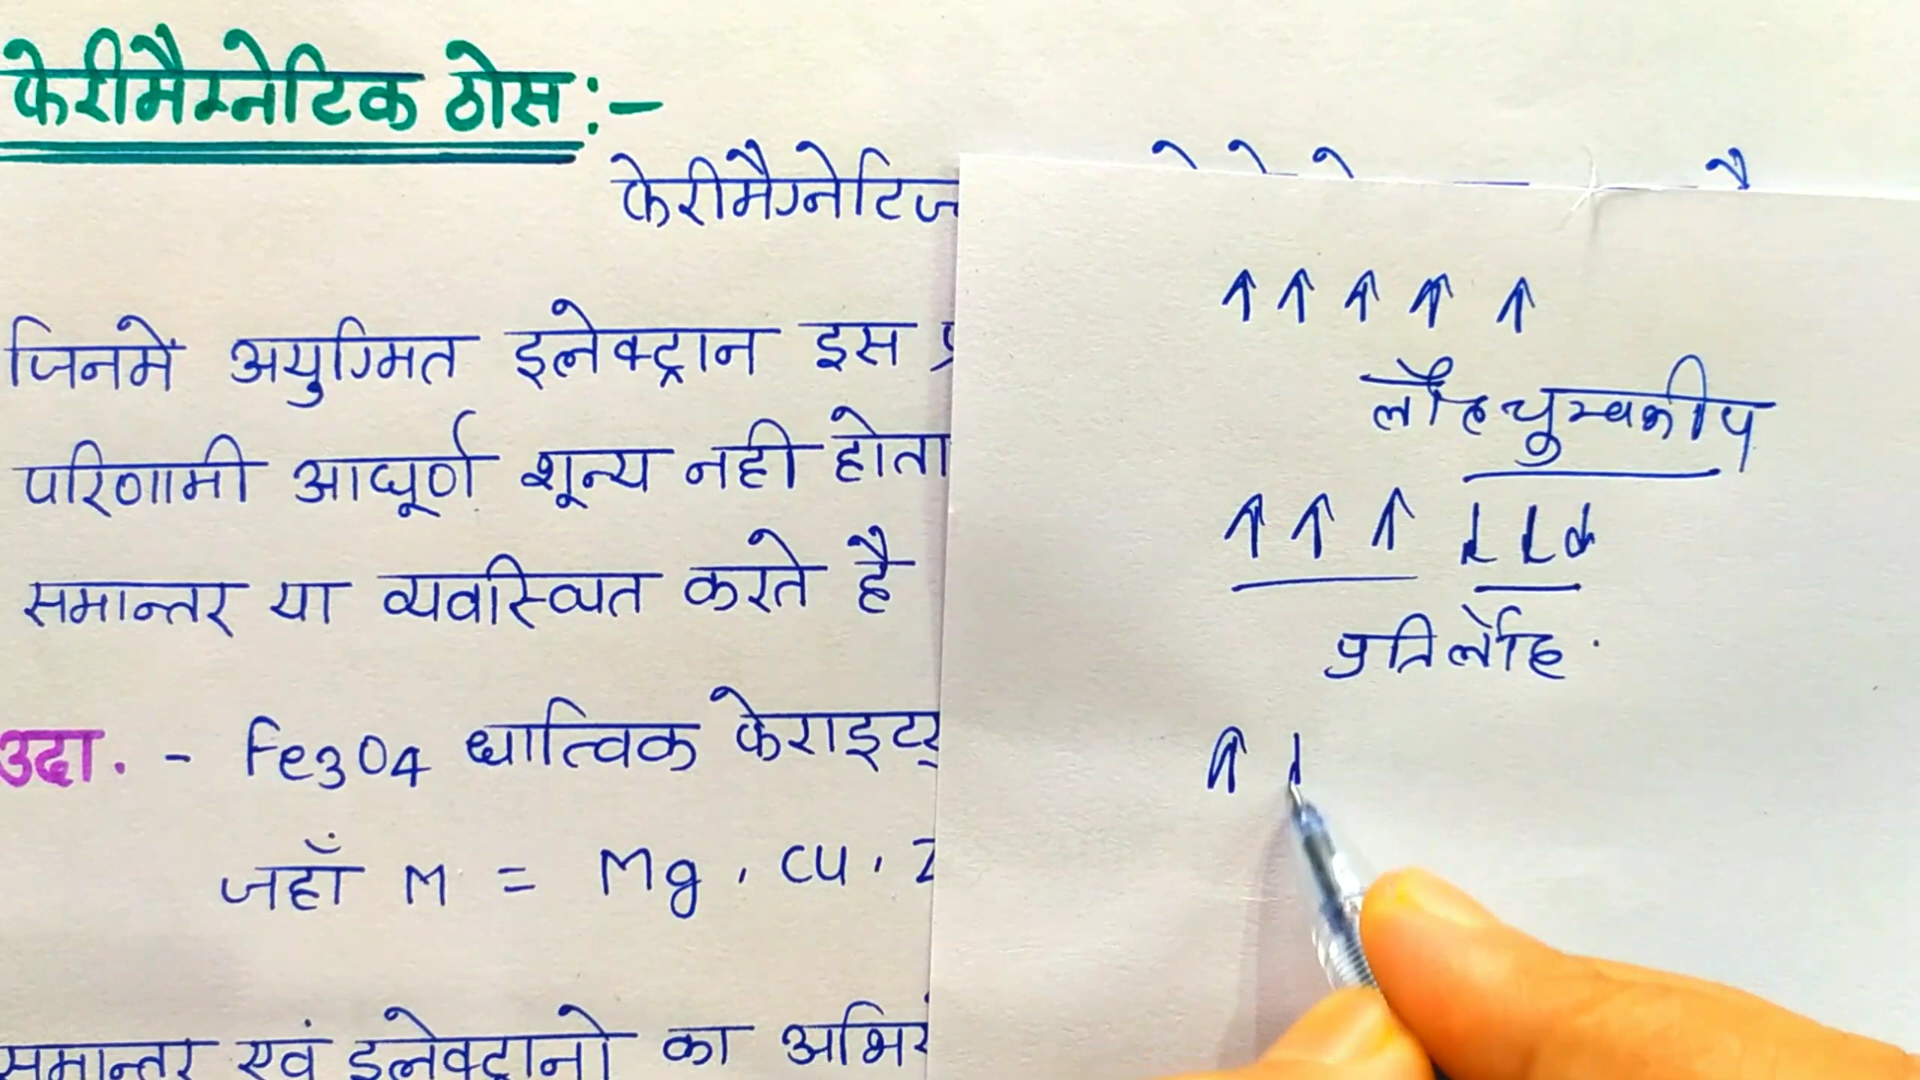 फेरीमैग्नेटिक ठोस:-
फेरीमैग्नेटिज
जिनमें अयुग्मित इलेक्ट्रान इस प्र
परिणामी आघूर्ण शून्य नही होता
समान्तर या व्यवस्थित करते है
उदा. - Fe3O4 धात्विक फेराइट्
जहाँ M = Mg, Cu, Z
समान्तर एवं इलेक्ट्रानो का अभि
↑ ↑ ↑ ↑ ↑
लौहचुम्बकीय
↑ ↑ ↑ ↓ ↓ ↓
प्रतिलौह.
↑